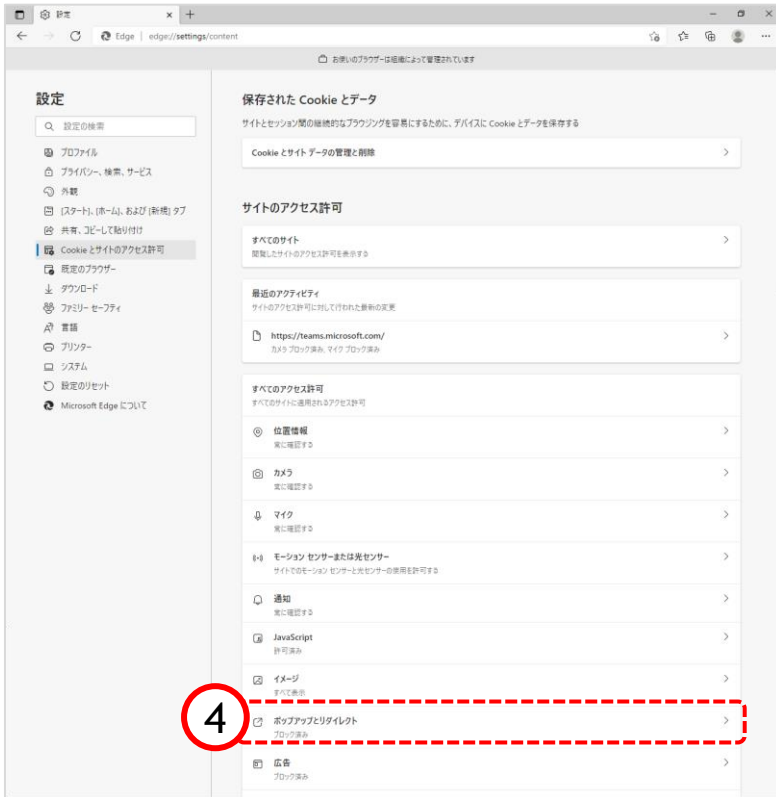 設定
Edge | edge://settings/content
お使いのブラウザーは組織によって管理されています
設定
設定の検索
プロファイル
プライバシー、検索、サービス
外観
[スタート]、[ホーム]、および [新規] タブ
共有、コピーして貼り付け
Cookie とサイトのアクセス許可
既定のブラウザー
ダウンロード
ファミリー セーフティ
言語
プリンター
システム
設定のリセット
Microsoft Edge について
保存された Cookie とデータ
サイトとセッション間の継続的なブラウジングを容易にするために、デバイスに Cookie とデータを保存する
Cookie とサイト データの管理と削除
サイトのアクセス許可
すべてのサイト
閲覧したサイトのアクセス許可を表示する
最近のアクティビティ
サイトのアクセス許可に対して行われた最新の変更
https://teams.microsoft.com/
カメラ ブロック済み, マイク ブロック済み
すべてのアクセス許可
すべてのサイトに適用されるアクセス許可
位置情報
常に確認する
カメラ
常に確認する
マイク
常に確認する
モーション センサーまたは光センサー
サイトでのモーション センサーと光センサーの使用を許可する
通知
常に確認する
JavaScript
許可済み
イメージ
すべて表示
4
ポップアップとリダイレクト
ブロック済み
広告
ブロック済み